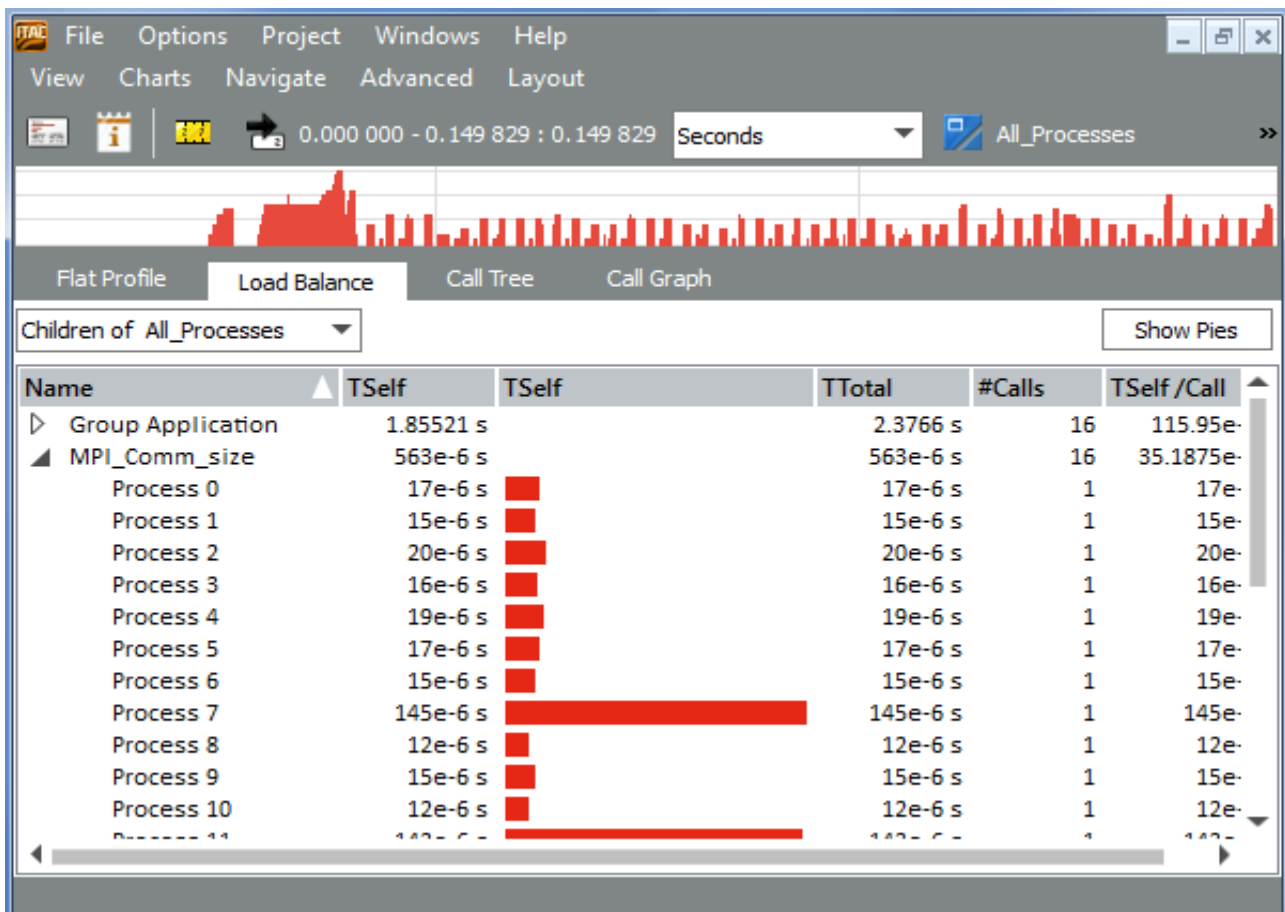 ITAC File Options Project Windows Help
View Charts Navigate Advanced Layout
0.000 000 - 0.149 829 : 0.149 829 Seconds All_Processes »
Flat Profile Load Balance Call Tree Call Graph
Children of All_Processes Show Pies
Name TSelf TSelf TTotal #Calls TSelf /Call
Group Application 1.85521 s 2.3766 s 16 115.95e-
MPI_Comm_size 563e-6 s 563e-6 s 16 35.1875e-
Process 0 17e-6 s 17e-6 s 1 17e-
Process 1 15e-6 s 15e-6 s 1 15e-
Process 2 20e-6 s 20e-6 s 1 20e-
Process 3 16e-6 s 16e-6 s 1 16e-
Process 4 19e-6 s 19e-6 s 1 19e-
Process 5 17e-6 s 17e-6 s 1 17e-
Process 6 15e-6 s 15e-6 s 1 15e-
Process 7 145e-6 s 145e-6 s 1 145e-
Process 8 12e-6 s 12e-6 s 1 12e-
Process 9 15e-6 s 15e-6 s 1 15e-
Process 10 12e-6 s 12e-6 s 1 12e-